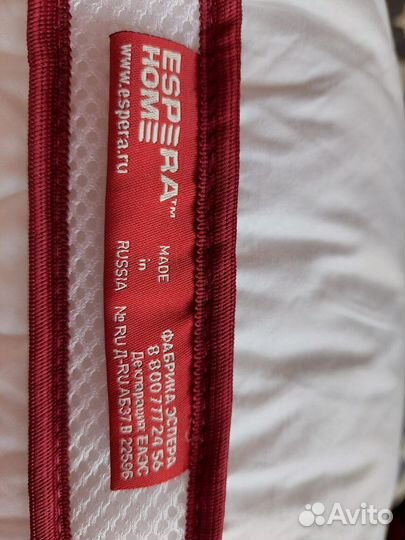 ESPERA™
HOME
www.espera.ru
MADE
in
RUSSIA
ФАБРИКА ЭСПЕРА
8 800 777 24 56
Декларация: ЕАЭС
№ RU Д-RU.АБ37.В.22596
Avito